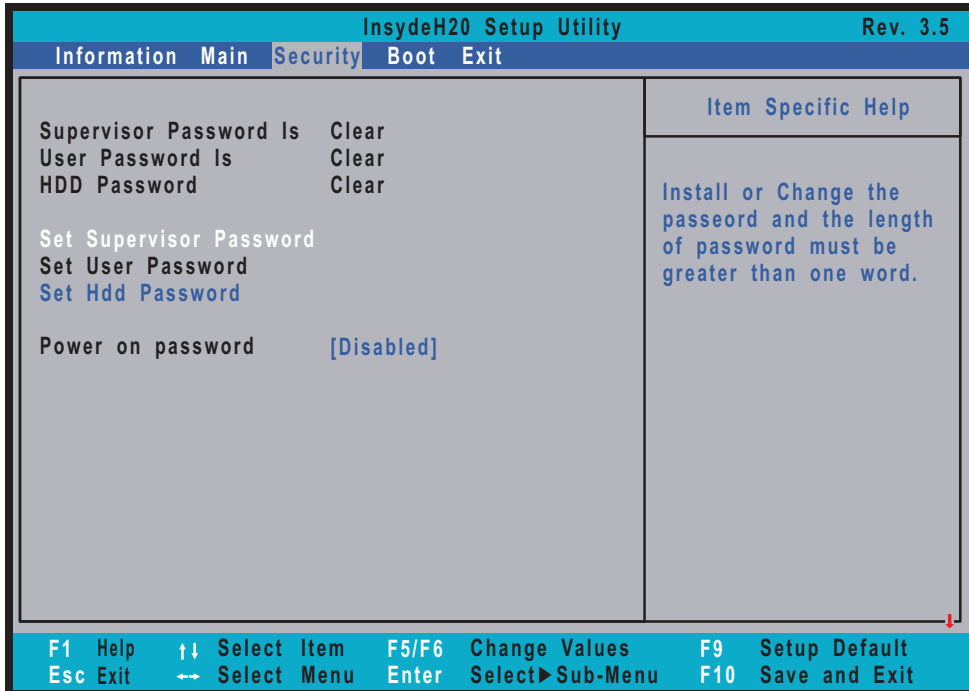 InsydeH20 Setup Utility Rev. 3.5
Information Main Security Boot Exit
Supervisor Password Is Clear
User Password Is Clear
HDD Password Clear
Set Supervisor Password
Set User Password
Set Hdd Password
Power on password [Disabled]
Item Specific Help
Install or Change the
passeord and the length
of password must be
greater than one word.
F1 Help ↑↓ Select Item F5/F6 Change Values F9 Setup Default
Esc Exit ←→ Select Menu Enter Select▶Sub-Menu F10 Save and Exit